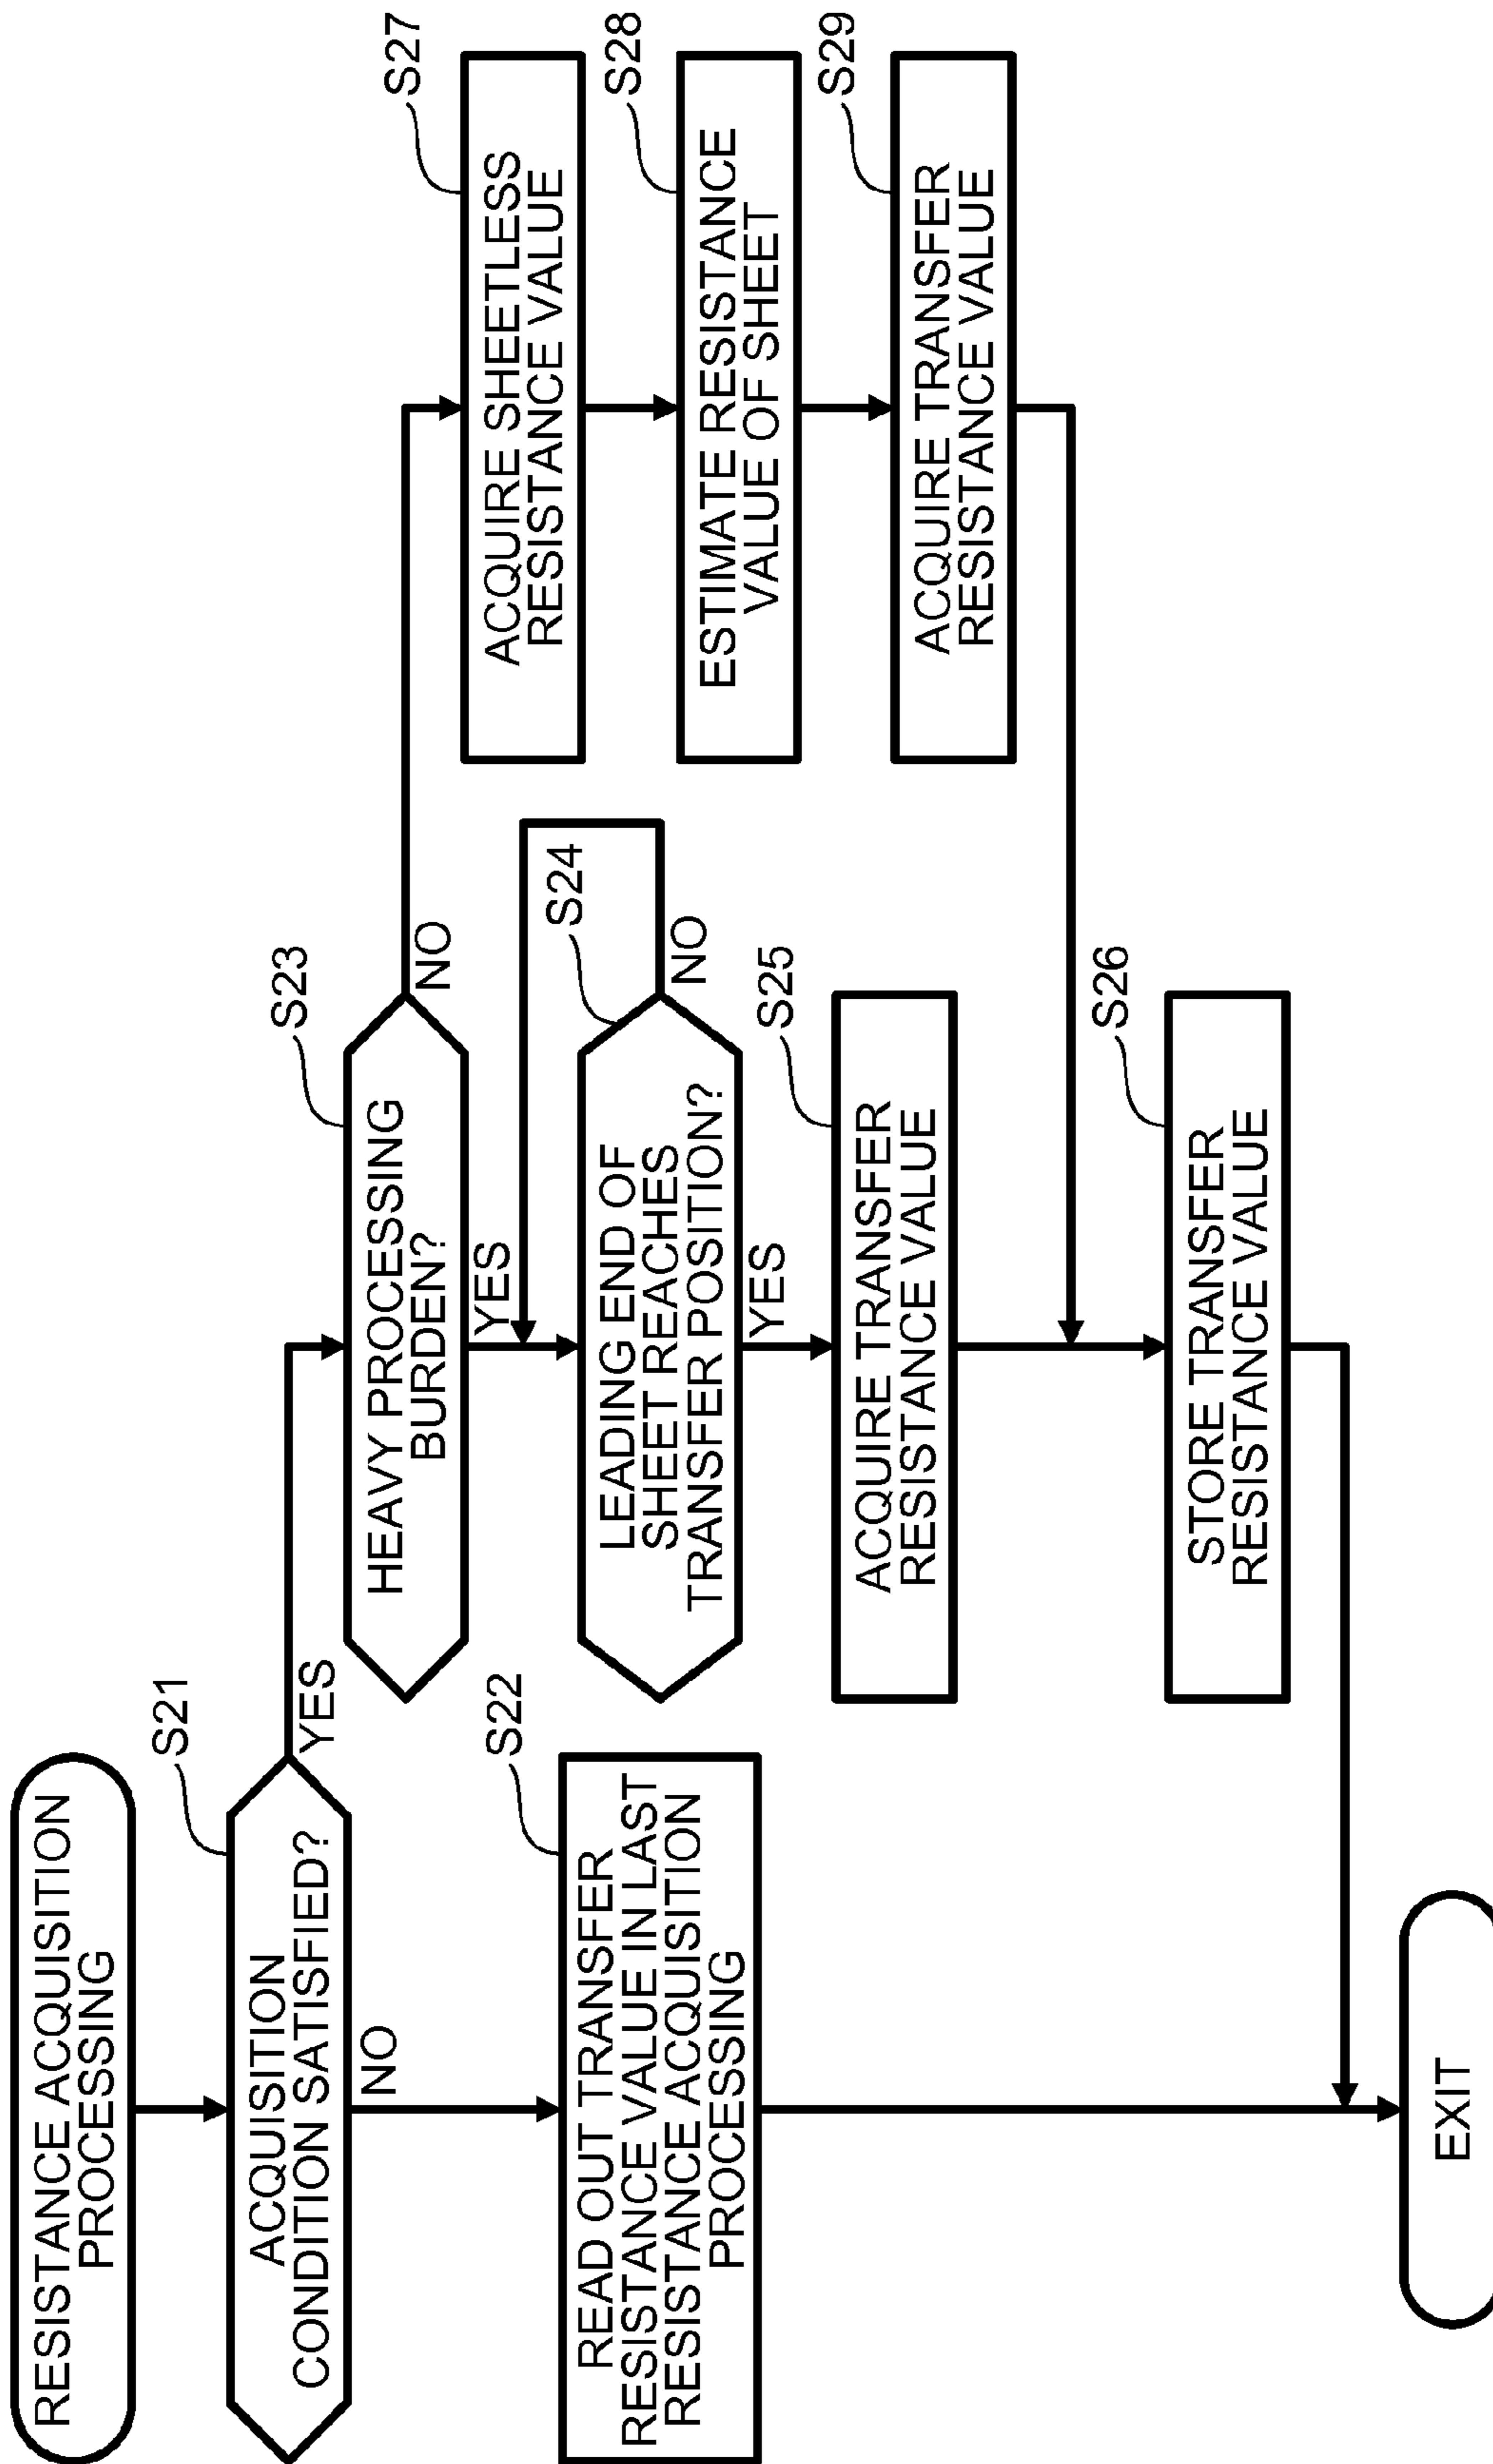 RESISTANCE ACQUISITION
PROCESSING
S21
ACQUISITION
CONDITION SATISFIED?
YES
NO
S22
READ OUT TRANSFER
RESISTANCE VALUE IN LAST
RESISTANCE ACQUISITION
PROCESSING
S23
HEAVY PROCESSING
BURDEN?
NO
YES
S24
LEADING END OF
SHEET REACHES
TRANSFER POSITION?
NO
YES
S25
ACQUIRE TRANSFER
RESISTANCE VALUE
S26
STORE TRANSFER
RESISTANCE VALUE
S27
ACQUIRE SHEETLESS
RESISTANCE VALUE
S28
ESTIMATE RESISTANCE
VALUE OF SHEET
S29
ACQUIRE TRANSFER
RESISTANCE VALUE
EXIT